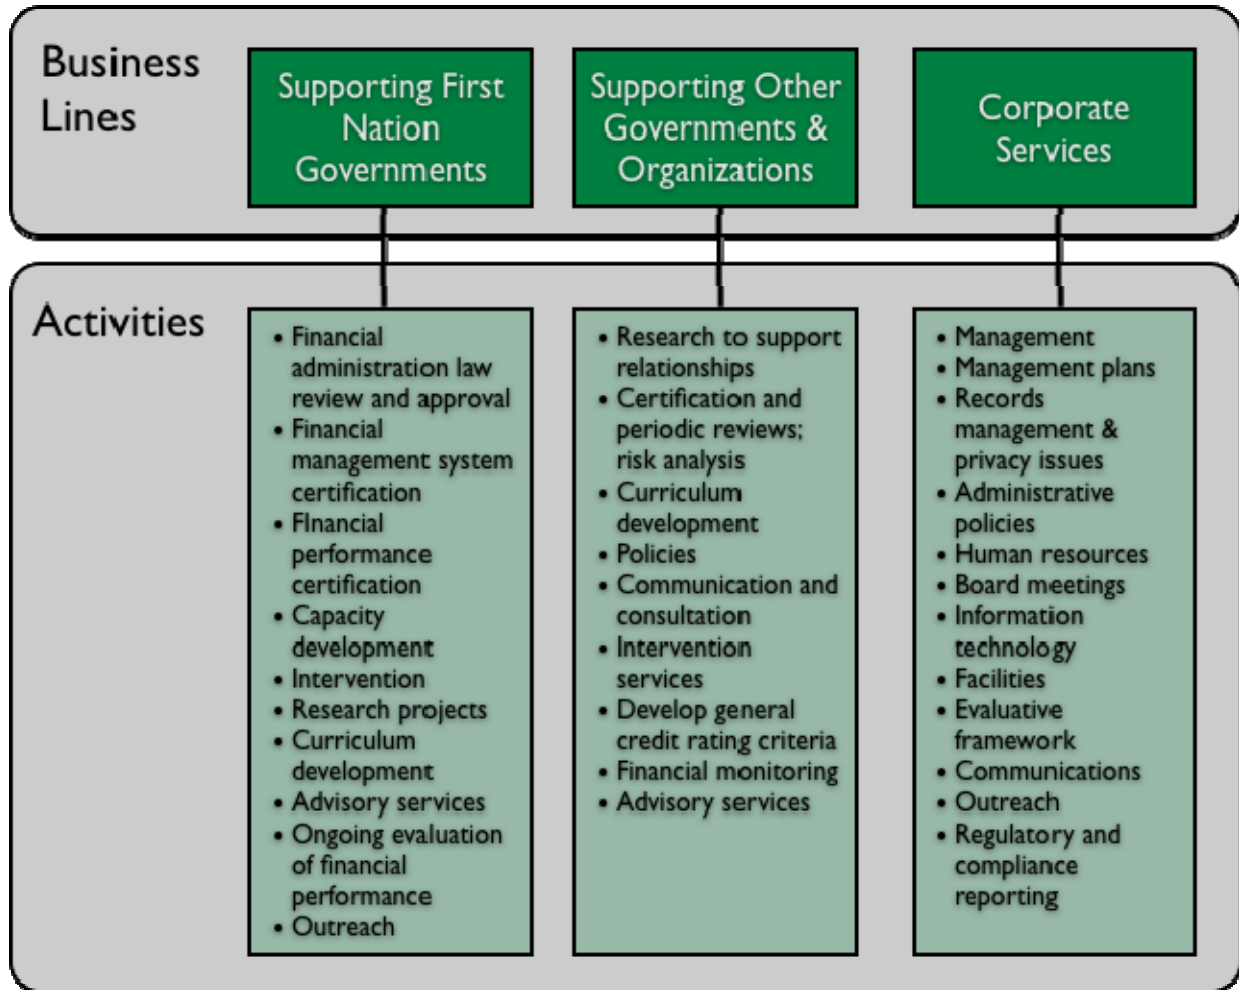 Business
Lines
Supporting First
Nation
Governments
Supporting Other
Governments &
Organizations
Corporate
Services
Activities
• Financial
administration law
review and approval
• Financial
management system
certification
• FInancial
performance
certification
• Capacity
development
• Intervention
• Research projects
• Curriculum
development
• Advisory services
• Ongoing evaluation
of financial
performance
• Outreach
• Research to support
relationships
• Certification and
periodic reviews;
risk analysis
• Curriculum
development
• Policies
• Communication and
consultation
• Intervention
services
• Develop general
credit rating criteria
• Financial monitoring
• Advisory services
• Management
• Management plans
• Records
management &
privacy issues
• Administrative
policies
• Human resources
• Board meetings
• Information
technology
• Facilities
• Evaluative
framework
• Communications
• Outreach
• Regulatory and
compliance
reporting